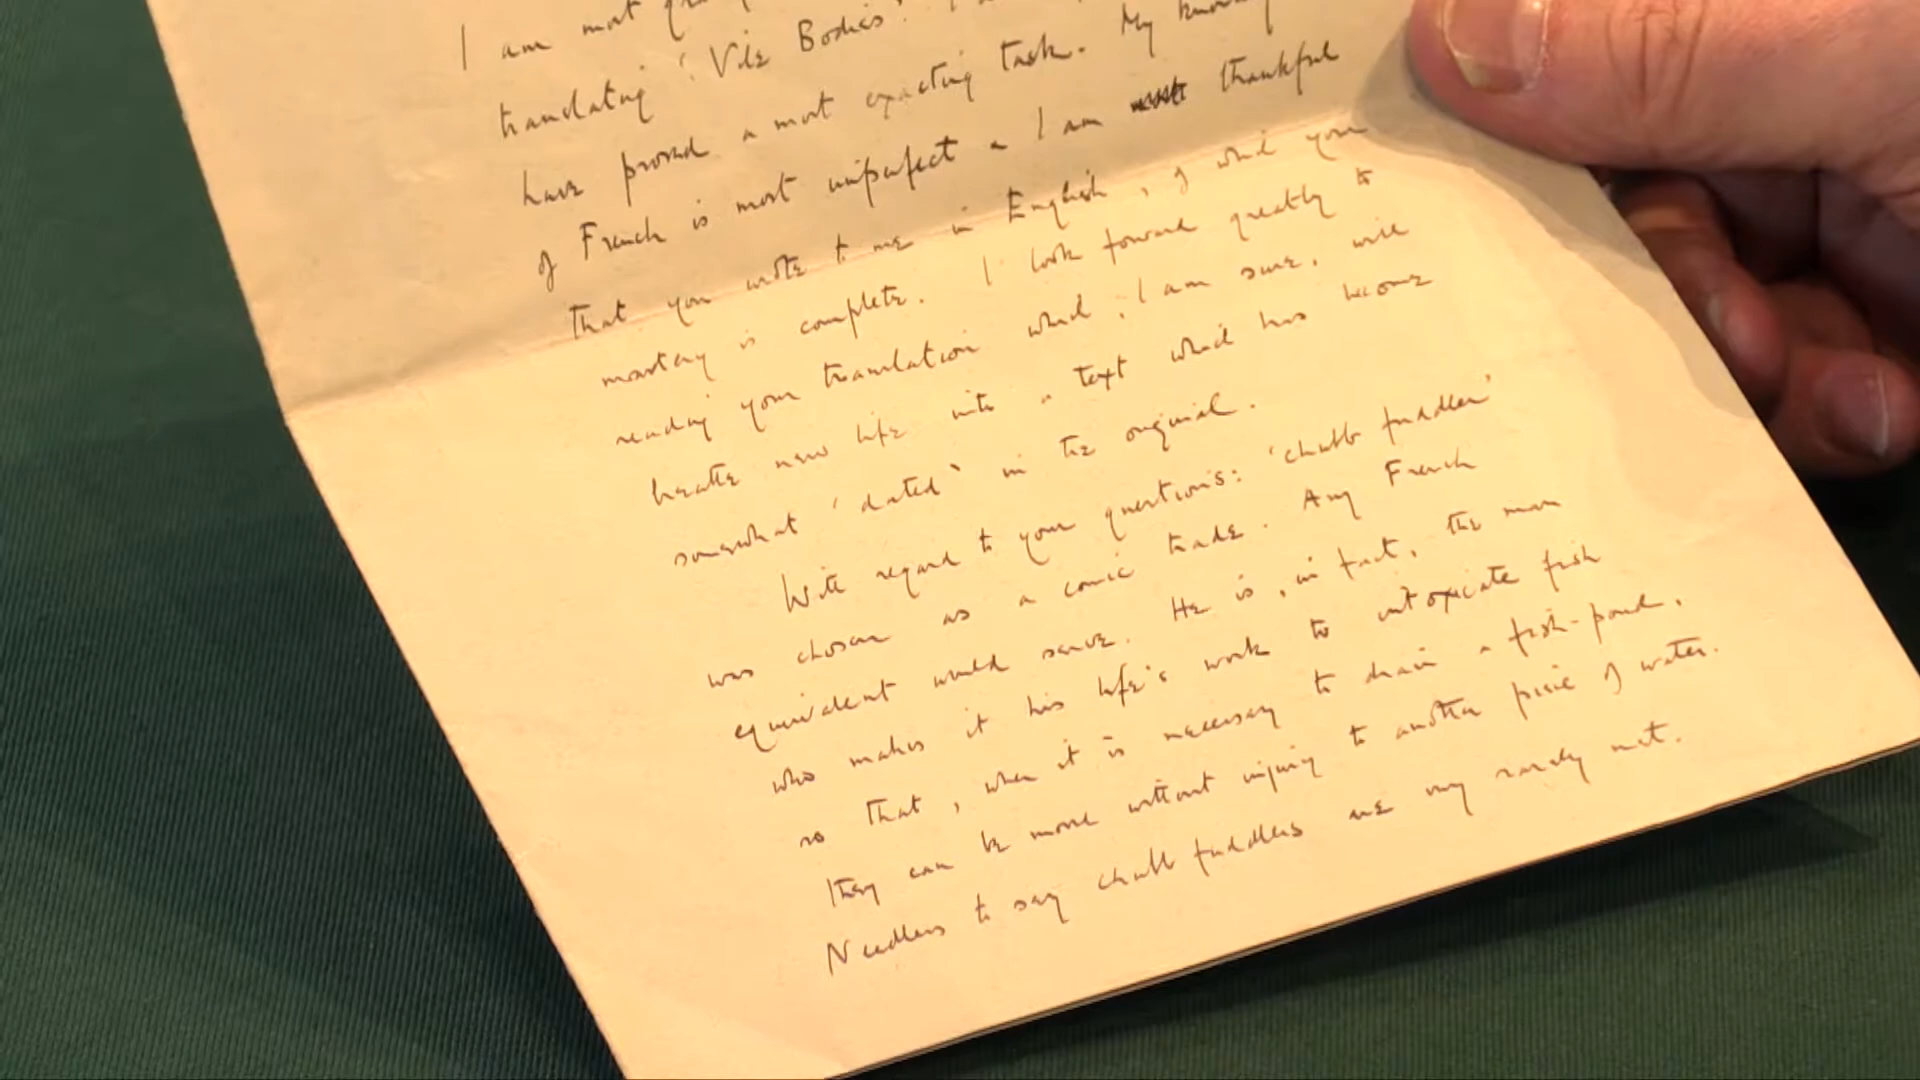 I am most
translating 'Vile Bodies'.
have proved a most exacting task. My
of French is most imperfect & I am most thankful
that you wrote to me in English, of which your
mastery is complete. I look forward greatly to
reading your translation which, I am sure, will
breathe new life into a text which has become
somewhat 'dated' in the original.
With regard to your questions: 'chubb fuddler'
was chosen as a comic trade. Any French
equivalent would serve. He is, in fact, the man
who makes it his life's work to intoxicate fish
so that, when it is necessary to drain a fish-pond,
they can be moved without injury to another piece of water.
Needless to say chubb fuddlers are very rarely met.